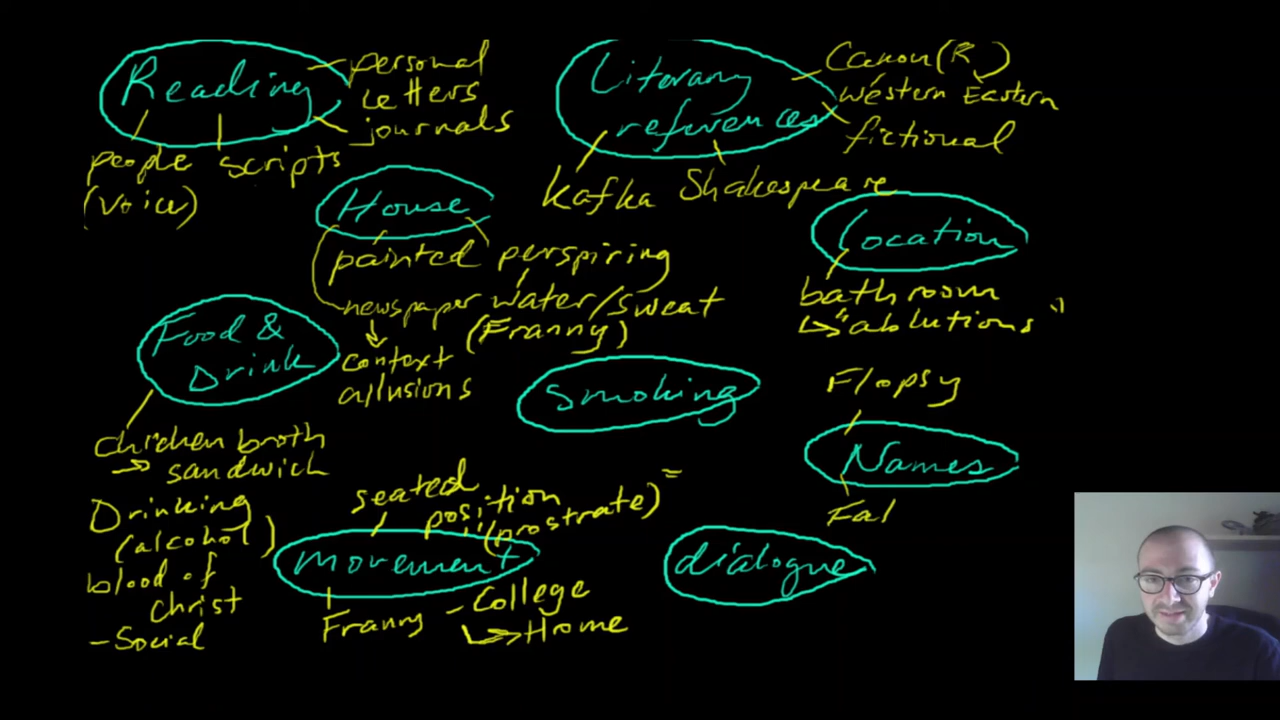 Reading
personal
letters
journals
people scripts
(voice)
Literary
references
Canon(R)
Western Eastern
fictional
Kafka Shakespeare
House
painted perspiring
newspaper water/sweat
(Franny)
context
allusions
Location
bathroom
"ablutions"
Food &
Drink
chicken broth
sandwich
Drinking
(alcohol)
blood of
Christ
- Social
Smoking
Flopsy
Names
Fal
seated
position
(prostrate)
movement
Franny - College
Home
dialogue